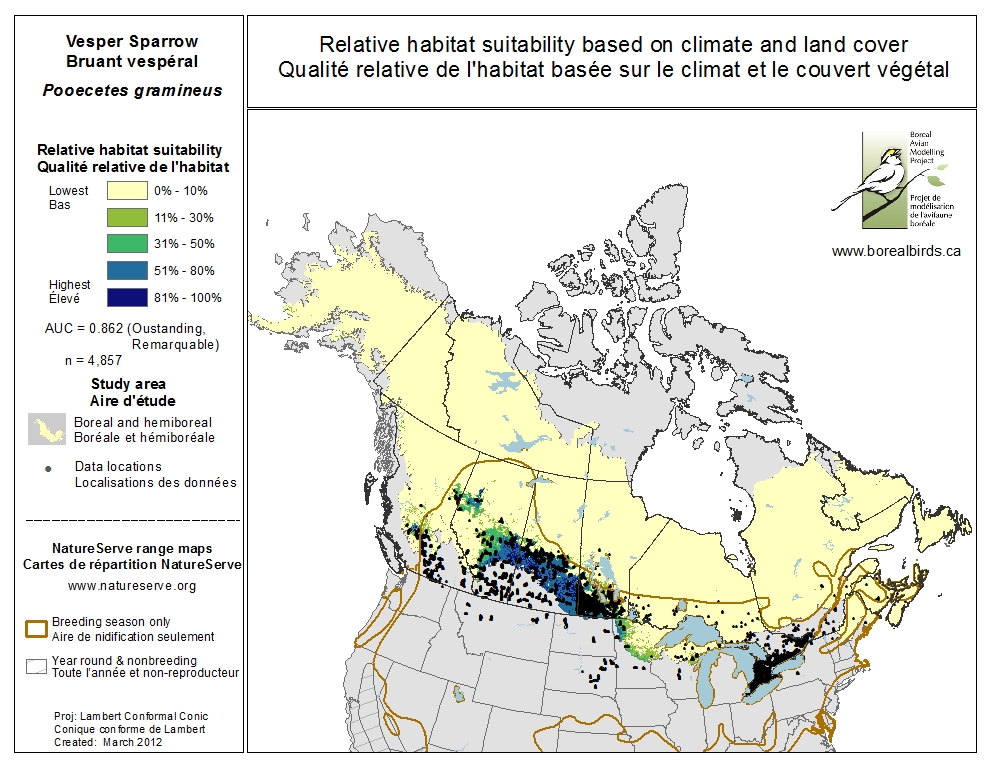 Vesper Sparrow
Bruant vespéral
Pooecetes gramineus
Relative habitat suitability
Qualité relative de l'habitat
Lowest
Bas
0% - 10%
11% - 30%
31% - 50%
51% - 80%
Highest
Élevé
81% - 100%
AUC = 0.862 (Oustanding,
Remarquable)
n = 4,857
Study area
Aire d'étude
Boreal and hemiboreal
Boréale et hémiboréale
Data locations
Localisations des données
NatureServe range maps
Cartes de répartition NatureServe
www.natureserve.org
Breeding season only
Aire de nidification seulement
Year round & nonbreeding
Toute l'année et non-reproducteur
Proj: Lambert Conformal Conic
Conique conforme de Lambert
Created: March 2012
Relative habitat suitability based on climate and land cover
Qualité relative de l'habitat basée sur le climat et le couvert végétal
Boreal
Avian
Modelling
Project
Projet de
modélisation
de l'avifaune
boréale
www.borealbirds.ca